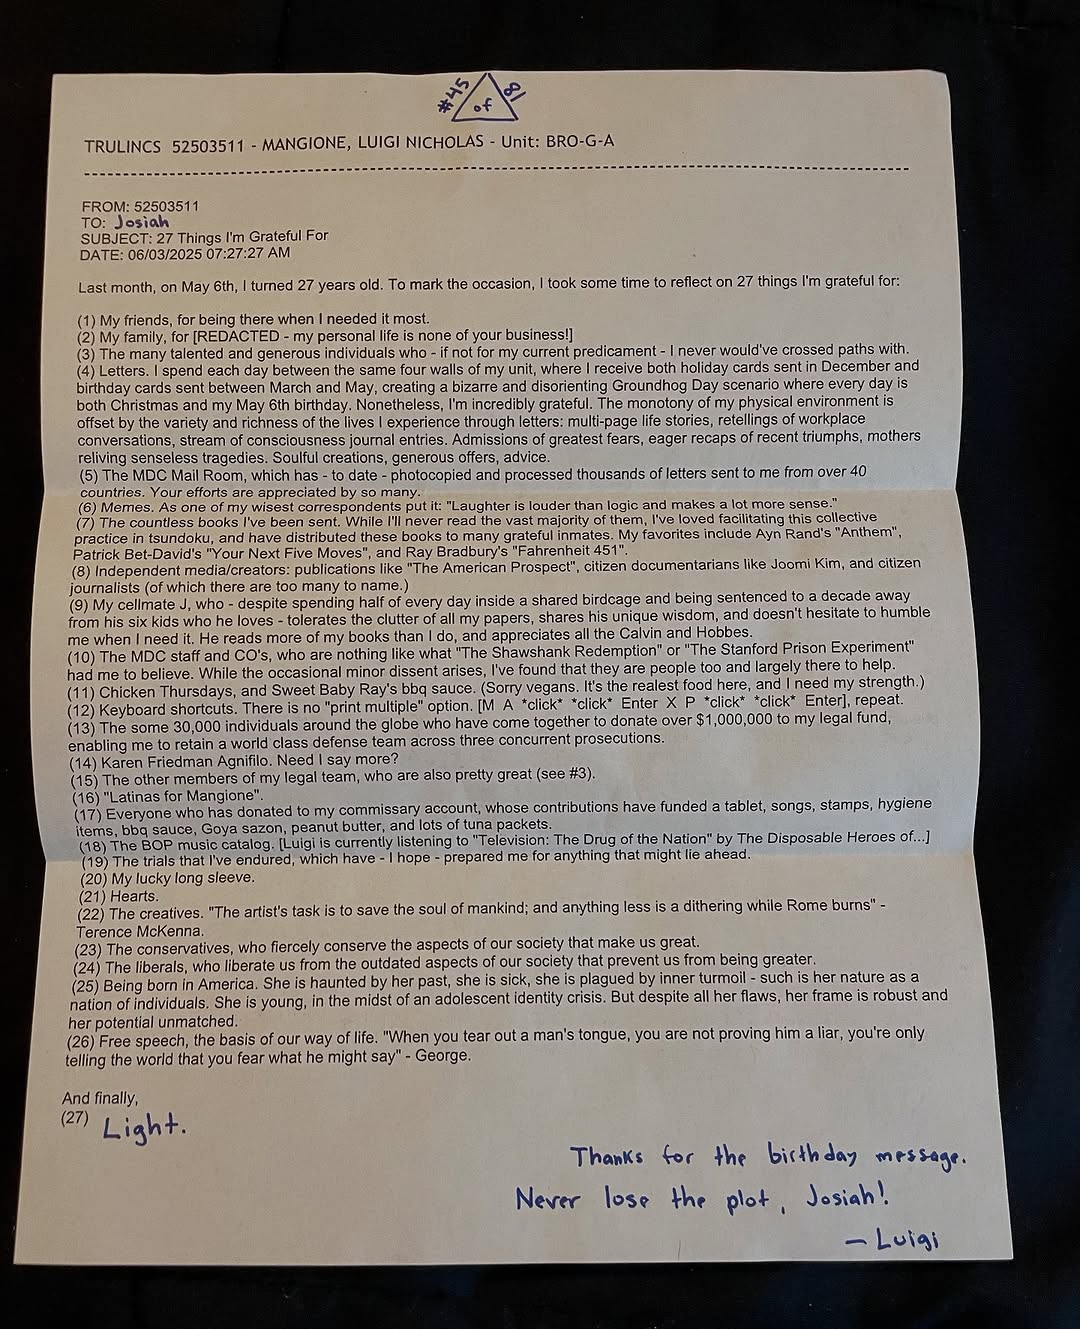 #45 of 81
TRULINCS 52503511 - MANGIONE, LUIGI NICHOLAS - Unit: BRO-G-A
--------------------------------------------------------------------------------
FROM: 52503511
TO: Josiah
SUBJECT: 27 Things I'm Grateful For
DATE: 06/03/2025 07:27:27 AM
Last month, on May 6th, I turned 27 years old. To mark the occasion, I took some time to reflect on 27 things I'm grateful for:
(1) My friends, for being there when I needed it most.
(2) My family, for [REDACTED - my personal life is none of your business!]
(3) The many talented and generous individuals who - if not for my current predicament - I never would've crossed paths with.
(4) Letters. I spend each day between the same four walls of my unit, where I receive both holiday cards sent in December and
birthday cards sent between March and May, creating a bizarre and disorienting Groundhog Day scenario where every day is
both Christmas and my May 6th birthday. Nonetheless, I'm incredibly grateful. The monotony of my physical environment is
offset by the variety and richness of the lives I experience through letters: multi-page life stories, retellings of workplace
conversations, stream of consciousness journal entries. Admissions of greatest fears, eager recaps of recent triumphs, mothers
reliving senseless tragedies. Soulful creations, generous offers, advice.
(5) The MDC Mail Room, which has - to date - photocopied and processed thousands of letters sent to me from over 40
countries. Your efforts are appreciated by so many.
(6) Memes. As one of my wisest correspondents put it: "Laughter is louder than logic and makes a lot more sense."
(7) The countless books I've been sent. While I'll never read the vast majority of them, I've loved facilitating this collective
practice in tsundoku, and have distributed these books to many grateful inmates. My favorites include Ayn Rand's "Anthem",
Patrick Bet-David's "Your Next Five Moves", and Ray Bradbury's "Fahrenheit 451".
(8) Independent media/creators: publications like "The American Prospect", citizen documentarians like Joomi Kim, and citizen
journalists (of which there are too many to name.)
(9) My cellmate J, who - despite spending half of every day inside a shared birdcage and being sentenced to a decade away
from his six kids who he loves - tolerates the clutter of all my papers, shares his unique wisdom, and doesn't hesitate to humble
me when I need it. He reads more of my books than I do, and appreciates all the Calvin and Hobbes.
(10) The MDC staff and CO's, who are nothing like what "The Shawshank Redemption" or "The Stanford Prison Experiment"
had me to believe. While the occasional minor dissent arises, I've found that they are people too and largely there to help.
(11) Chicken Thursdays, and Sweet Baby Ray's bbq sauce. (Sorry vegans. It's the realest food here, and I need my strength.)
(12) Keyboard shortcuts. There is no "print multiple" option. [M A *click* *click* Enter X P *click* *click* Enter], repeat.
(13) The some 30,000 individuals around the globe who have come together to donate over $1,000,000 to my legal fund,
enabling me to retain a world class defense team across three concurrent prosecutions.
(14) Karen Friedman Agnifilo. Need I say more?
(15) The other members of my legal team, who are also pretty great (see #3).
(16) "Latinas for Mangione".
(17) Everyone who has donated to my commissary account, whose contributions have funded a tablet, songs, stamps, hygiene
items, bbq sauce, Goya sazon, peanut butter, and lots of tuna packets.
(18) The BOP music catalog. [Luigi is currently listening to "Television: The Drug of the Nation" by The Disposable Heroes of...]
(19) The trials that I've endured, which have - I hope - prepared me for anything that might lie ahead.
(20) My lucky long sleeve.
(21) Hearts.
(22) The creatives. "The artist's task is to save the soul of mankind; and anything less is a dithering while Rome burns" -
Terence McKenna.
(23) The conservatives, who fiercely conserve the aspects of our society that make us great.
(24) The liberals, who liberate us from the outdated aspects of our society that prevent us from being greater.
(25) Being born in America. She is haunted by her past, she is sick, she is plagued by inner turmoil - such is her nature as a
nation of individuals. She is young, in the midst of an adolescent identity crisis. But despite all her flaws, her frame is robust and
her potential unmatched.
(26) Free speech, the basis of our way of life. "When you tear out a man's tongue, you are not proving him a liar, you're only
telling the world that you fear what he might say" - George.
And finally,
(27) Light.
Thanks for the birthday message.
Never lose the plot, Josiah!
— Luigi